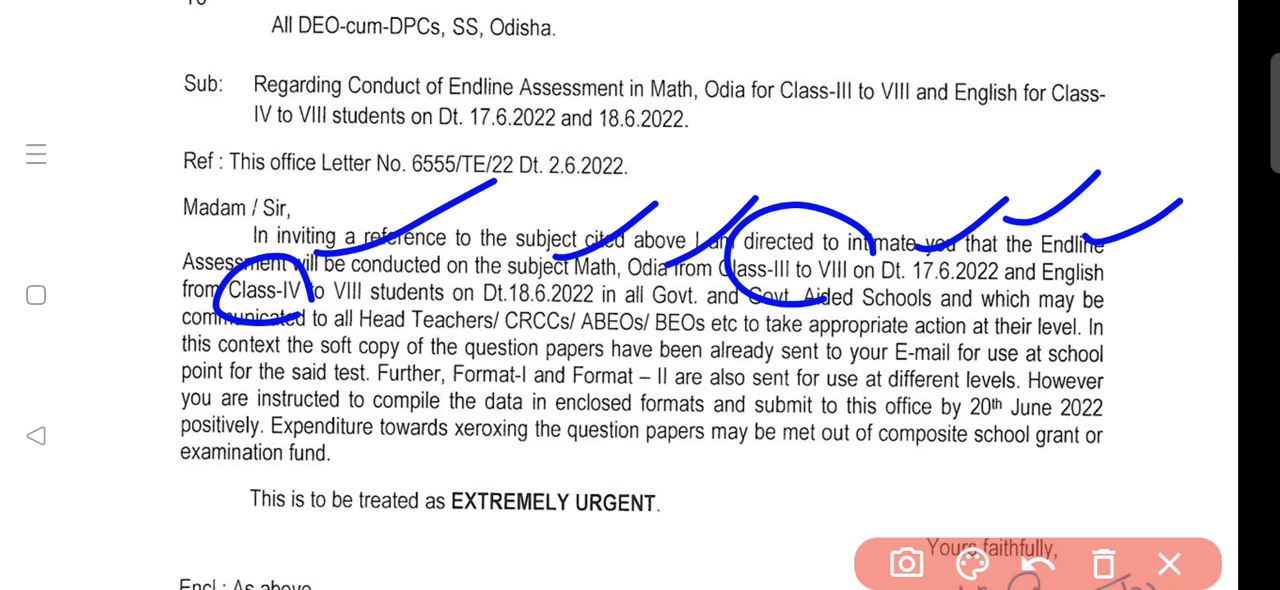 All DEO-cum-DPCs, SS, Odisha.
Sub: Regarding Conduct of Endline Assessment in Math, Odia for Class-III to VIII and English for Class-
IV to VIII students on Dt. 17.6.2022 and 18.6.2022.
Ref : This office Letter No. 6555/TE/22 Dt. 2.6.2022.
Madam / Sir,
In inviting a reference to the subject cited above I am directed to intimate you that the Endline
Assessment will be conducted on the subject Math, Odia from Class-III to VIII on Dt. 17.6.2022 and English
from Class-IV to VIII students on Dt.18.6.2022 in all Govt. and Govt. Aided Schools and which may be
communicated to all Head Teachers/ CRCCs/ ABEOs/ BEOs etc to take appropriate action at their level. In
this context the soft copy of the question papers have been already sent to your E-mail for use at school
point for the said test. Further, Format-I and Format – II are also sent for use at different levels. However
you are instructed to compile the data in enclosed formats and submit to this office by 20th June 2022
positively. Expenditure towards xeroxing the question papers may be met out of composite school grant or
examination fund.
This is to be treated as EXTREMELY URGENT.
Yours faithfully,
Encl : As above